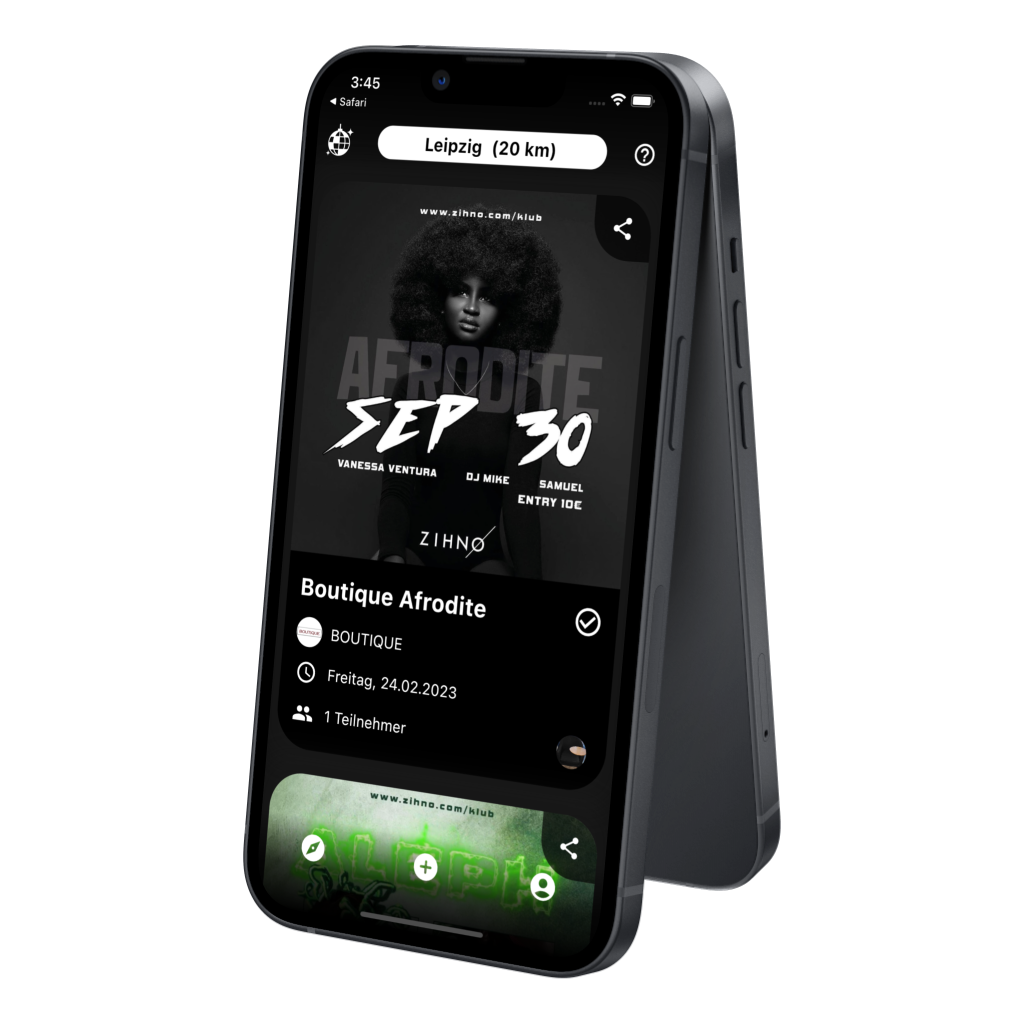 3:45
◀ Safari
Leipzig (20 km)
www.zihno.com/klub
AFRODITE
SEP 30
VANESSA VENTURA DJ MIKE SAMUEL
ENTRY 10€
ZIHNO
Boutique Afrodite
BOUTIQUE
BOUTIQUE
Freitag, 24.02.2023
1 Teilnehmer
www.zihno.com/klub
ALEPH